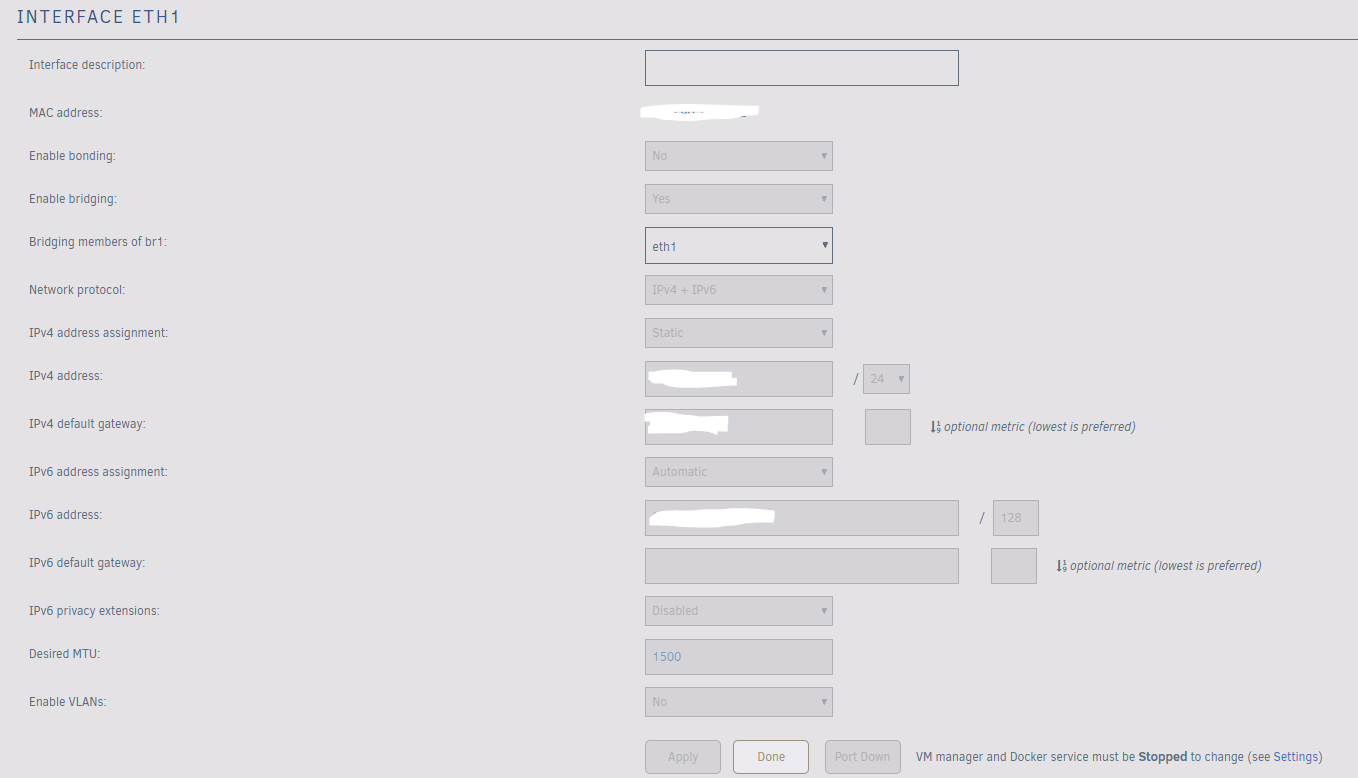 INTERFACE ETH1
Interface description:
MAC address:
Enable bonding: No
Enable bridging: Yes
Bridging members of br1: eth1
Network protocol: IPv4 + IPv6
IPv4 address assignment: Static
IPv4 address: / 24
IPv4 default gateway: optional metric (lowest is preferred)
IPv6 address assignment: Automatic
IPv6 address: / 128
IPv6 default gateway: optional metric (lowest is preferred)
IPv6 privacy extensions: Disabled
Desired MTU: 1500
Enable VLANs: No
Apply Done Port Down VM manager and Docker service must be Stopped to change (see Settings)